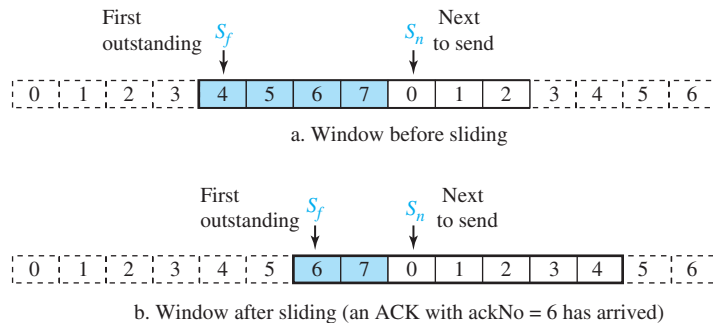 First outstanding
S_f
S_n
Next to send
0 1 2 3 4 5 6 7 0 1 2 3 4 5 6
a. Window before sliding
First outstanding
S_f
S_n
Next to send
0 1 2 3 4 5 6 7 0 1 2 3 4 5 6
b. Window after sliding (an ACK with ackNo = 6 has arrived)